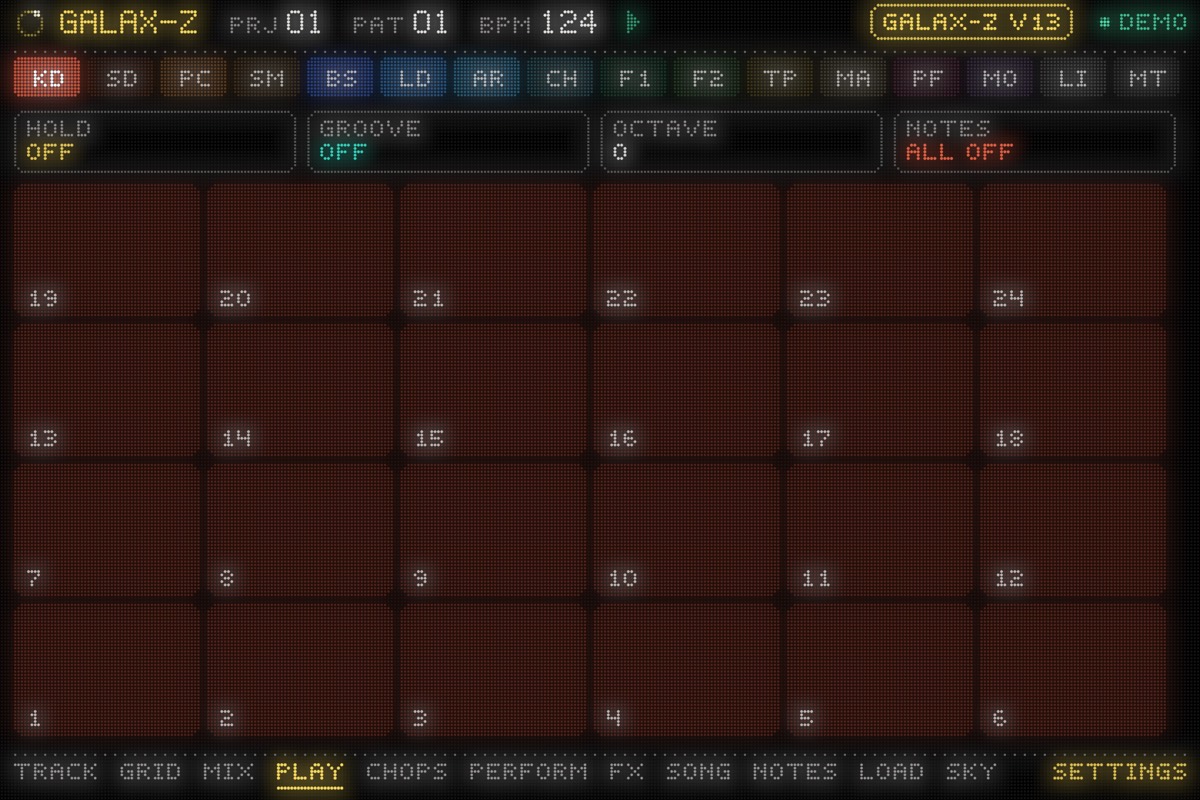 GALAX-Z PRJ 01 PAT 01 BPM 124 GALAX-Z V13 DEMO
KD SD PC SM BS LD AR CH F1 F2 TP MA PF MO LI MT
HOLD GROOVE OCTAVE NOTES
OFF OFF 0 ALL OFF
19 20 21 22 23 24
13 14 15 16 17 18
7 8 9 10 11 12
1 2 3 4 5 6
TRACK GRID MIX PLAY CHOPS PERFORM FX SONG NOTES LOAD SKY SETTINGS